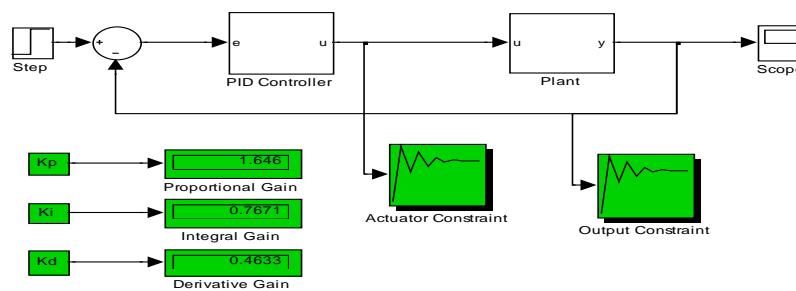 +
−
e
u
u
y
Step
PID Controller
Plant
Scope
Kp
1.646
Proportional Gain
Ki
0.7671
Integral Gain
Kd
0.4633
Derivative Gain
Actuator Constraint
Output Constraint